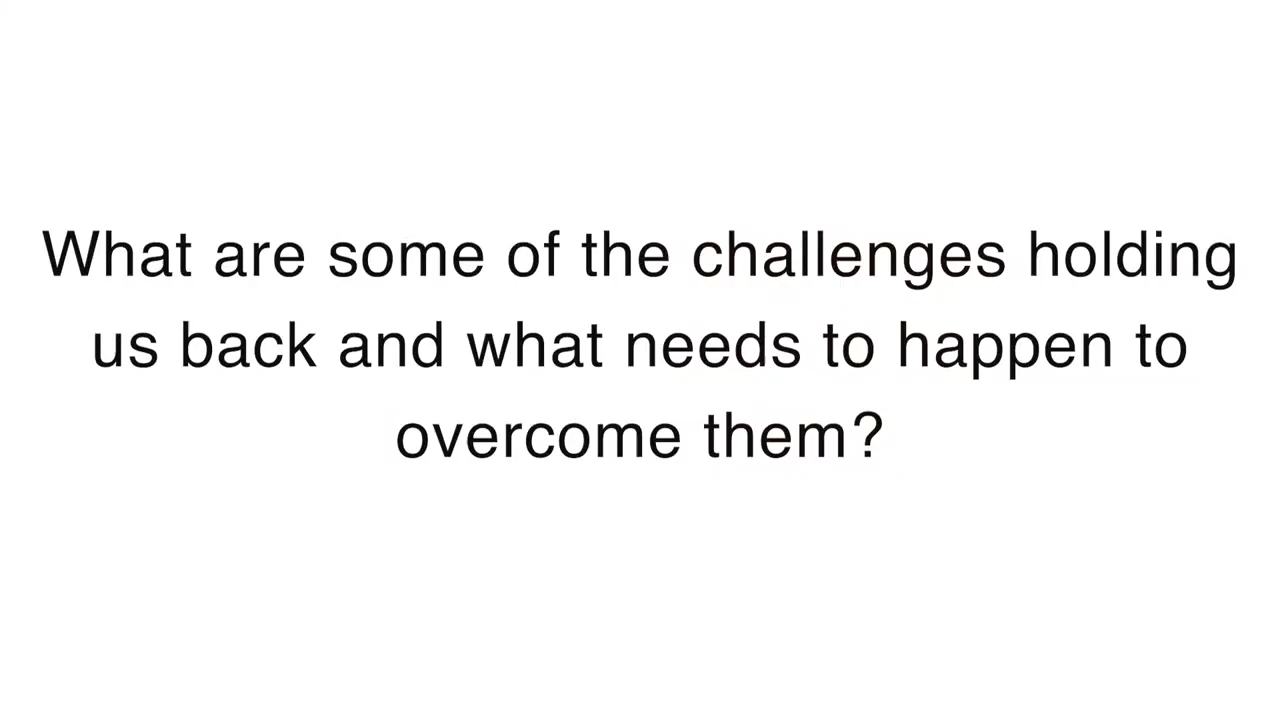 What are some of the challenges holding
us back and what needs to happen to
overcome them?